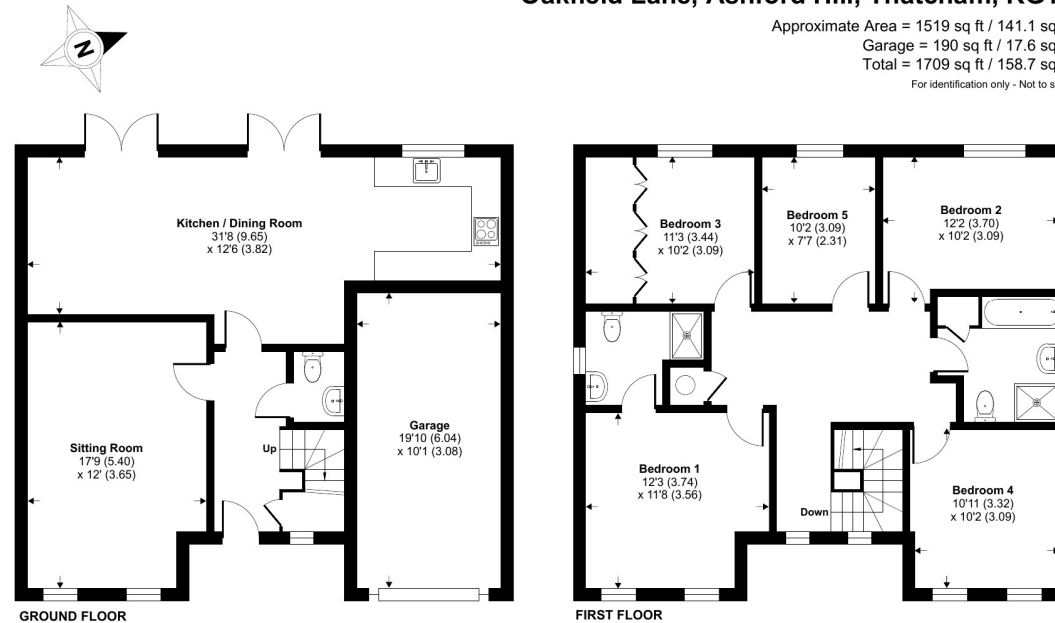 Approximate Area = 1519 sq ft / 141.1 sq
Garage = 190 sq ft / 17.6 sq
Total = 1709 sq ft / 158.7 sq
For identification only - Not to s
N
Kitchen / Dining Room
31'8 (9.65)
x 12'6 (3.82)
Sitting Room
17'9 (5.40)
x 12' (3.65)
Up
Garage
19'10 (6.04)
x 10'1 (3.08)
GROUND FLOOR
Bedroom 3
11'3 (3.44)
x 10'2 (3.09)
Bedroom 5
10'2 (3.09)
x 7'7 (2.31)
Bedroom 2
12'2 (3.70)
x 10'2 (3.09)
Bedroom 1
12'3 (3.74)
x 11'8 (3.56)
Down
Bedroom 4
10'11 (3.32)
x 10'2 (3.09)
FIRST FLOOR